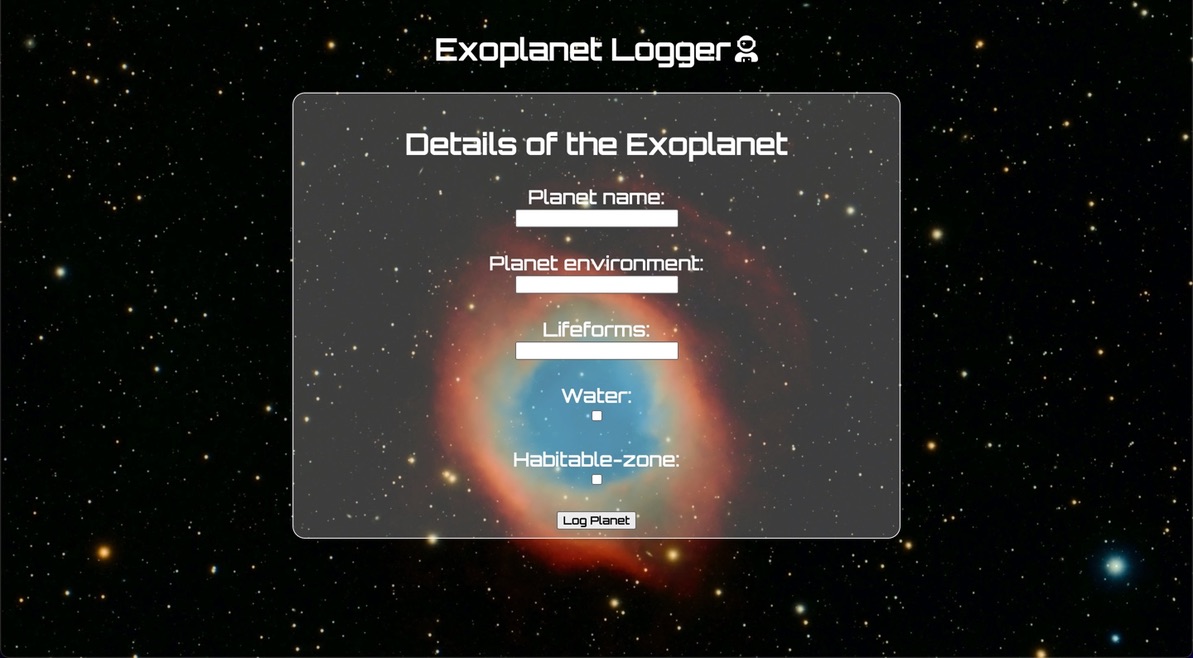 Exoplanet Logger
Details of the Exoplanet
Planet name:
Planet environment:
Lifeforms:
Water:
Habitable-zone:
Log Planet